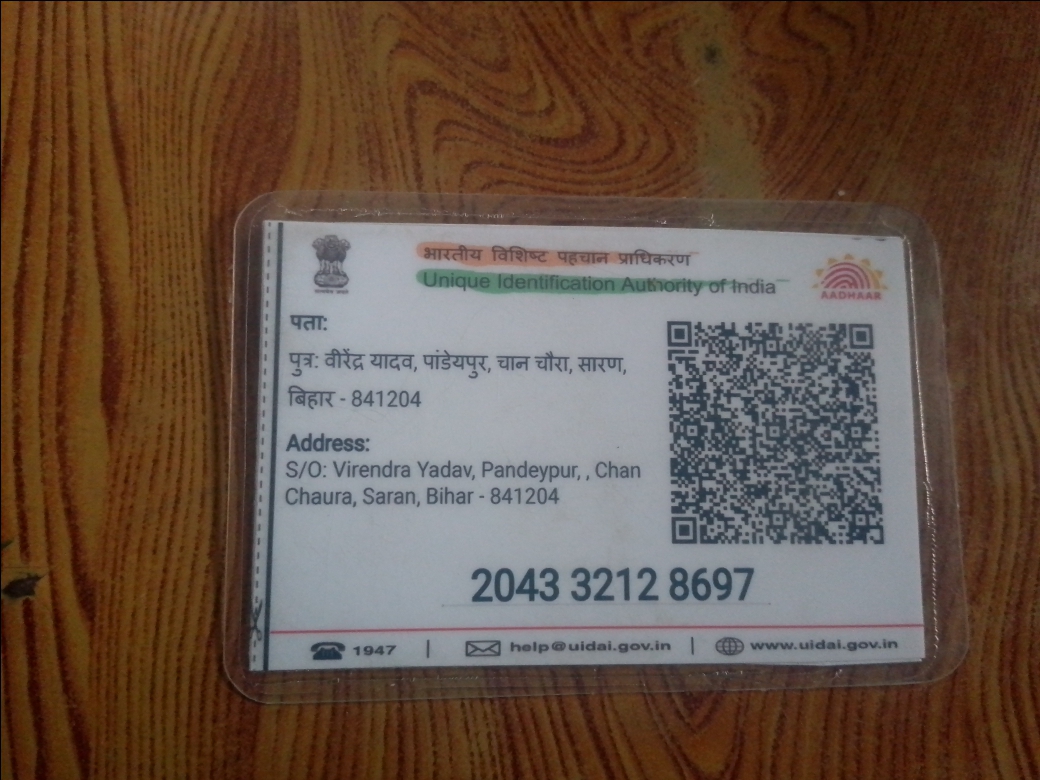 भारतीय विशिष्ट पहचान प्राधिकरण
Unique Identification Authority of India
AADHAAR
पता:
पुत्र: वीरेंद्र यादव, पांडेयपुर, चान चौरा, सारण,
बिहार - 841204
Address:
S/O: Virendra Yadav, Pandeypur, , Chan
Chaura, Saran, Bihar - 841204
2043 3212 8697
1947 | help@uidai.gov.in | www.uidai.gov.in